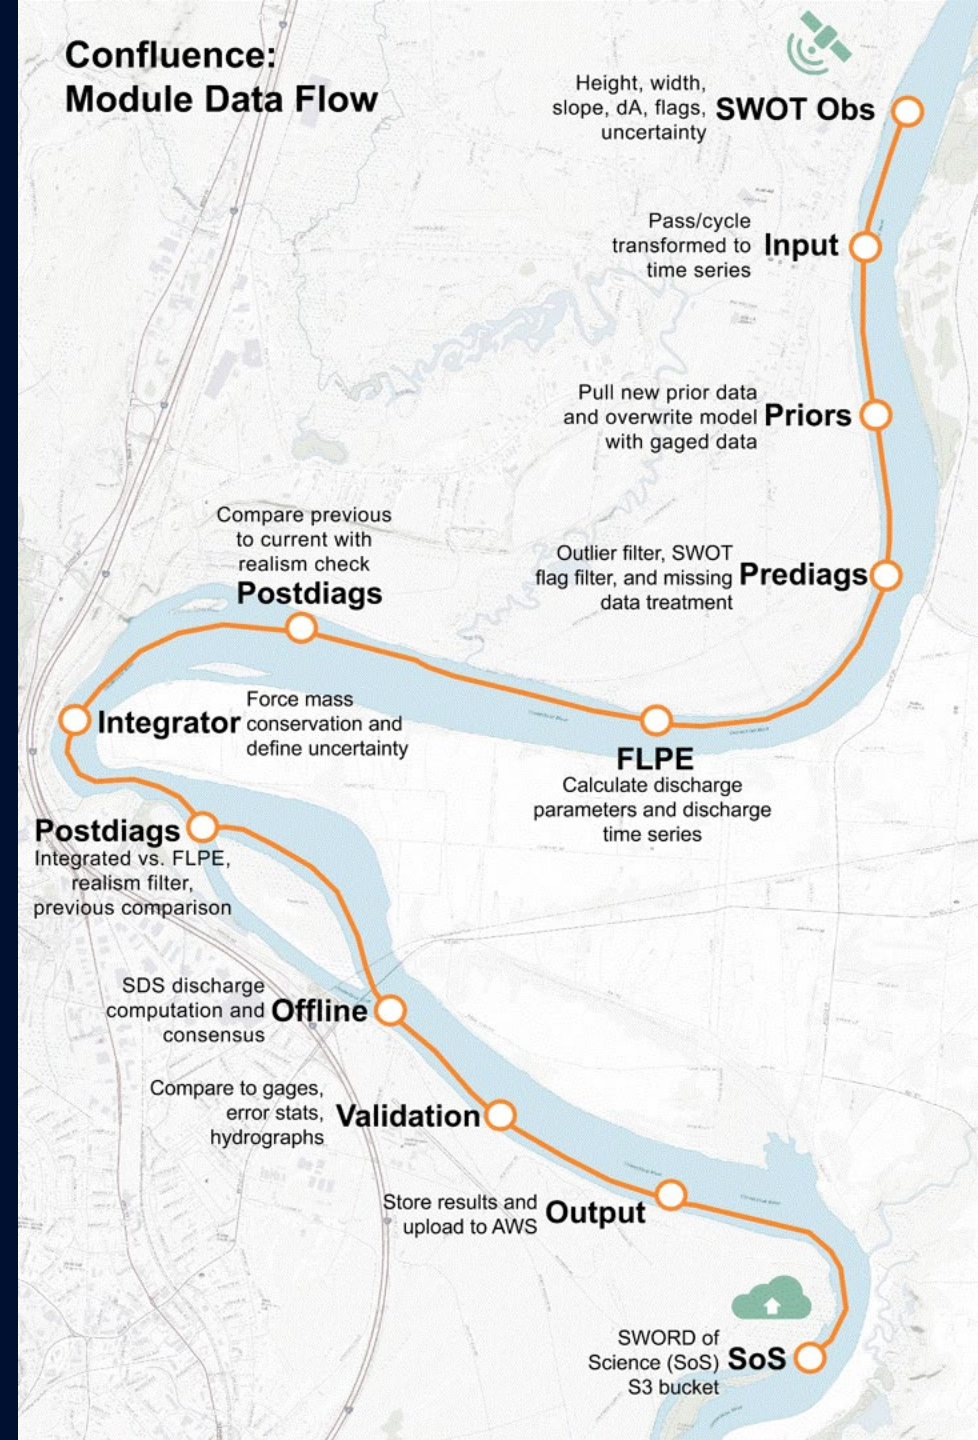 Confluence:
Module Data Flow
Height, width,
slope, dA, flags,
uncertainty
SWOT Obs
Pass/cycle
transformed to
time series
Input
Pull new prior data
and overwrite model
with gaged data
Priors
Outlier filter, SWOT
flag filter, and missing
data treatment
Prediags
FLPE
Calculate discharge
parameters and discharge
time series
Compare previous
to current with
realism check
Postdiags
Integrator
Force mass
conservation and
define uncertainty
Postdiags
Integrated vs. FLPE,
realism filter,
previous comparison
SDS discharge
computation and
consensus
Offline
Compare to gages,
error stats,
hydrographs
Validation
Store results and
upload to AWS
Output
SWORD of
Science (SoS)
S3 bucket
SoS